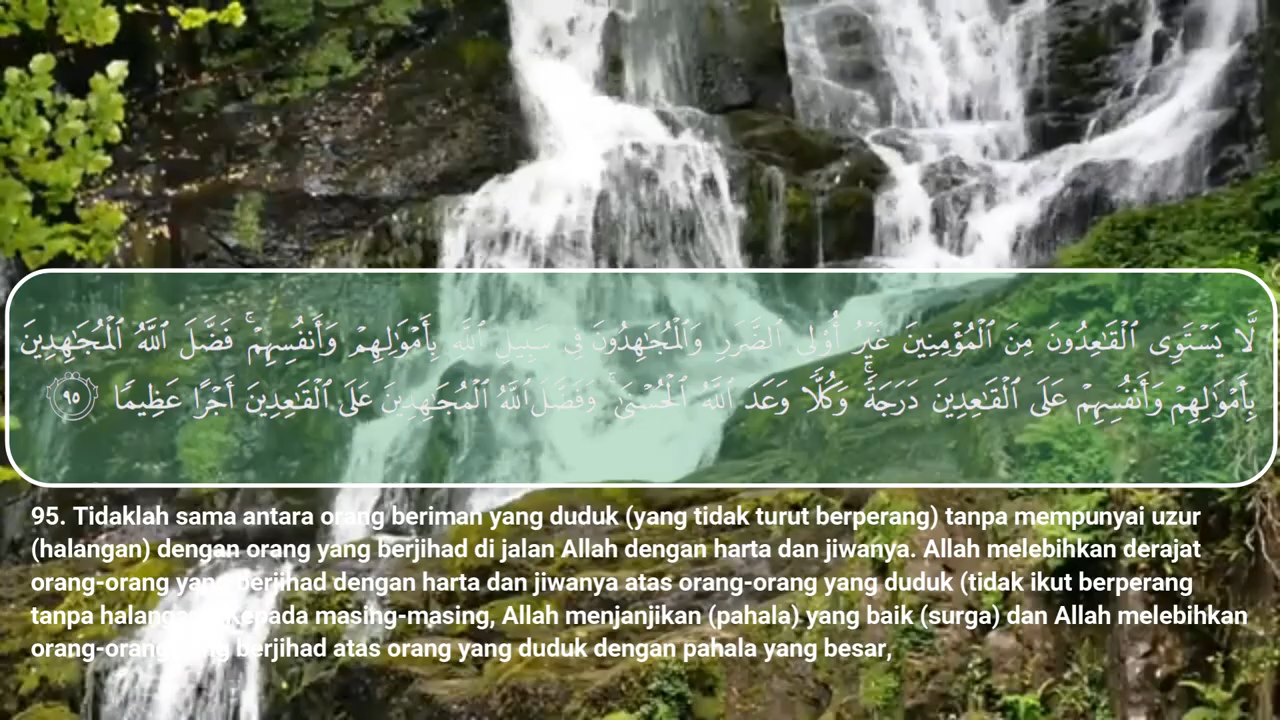 لَّا يَسْتَوِى ٱلْقَٰعِدُونَ مِنَ ٱلْمُؤْمِنِينَ غَيْرُ أُو۟لِى ٱلضَّرَرِ وَٱلْمُجَٰهِدُونَ فِى سَبِيلِ ٱللَّهِ بِأَمْوَٰلِهِمْ وَأَنفُسِهِمْ ۚ فَضَّلَ ٱللَّهُ ٱلْمُجَٰهِدِينَ
بِأَمْوَٰلِهِمْ وَأَنفُسِهِمْ عَلَى ٱلْقَٰعِدِينَ دَرَجَةً ۚ وَكُلًّا وَعَدَ ٱللَّهُ ٱلْحُسْنَىٰ ۚ وَفَضَّلَ ٱللَّهُ ٱلْمُجَٰهِدِينَ عَلَى ٱلْقَٰعِدِينَ أَجْرًا عَظِيمًا ٩٥
95. Tidaklah sama antara orang beriman yang duduk (yang tidak turut berperang) tanpa mempunyai uzur
(halangan) dengan orang yang berjihad di jalan Allah dengan harta dan jiwanya. Allah melebihkan derajat
orang-orang yang berjihad dengan harta dan jiwanya atas orang-orang yang duduk (tidak ikut berperang
tanpa halangan). Kepada masing-masing, Allah menjanjikan (pahala) yang baik (surga) dan Allah melebihkan
orang-orang yang berjihad atas orang yang duduk dengan pahala yang besar,